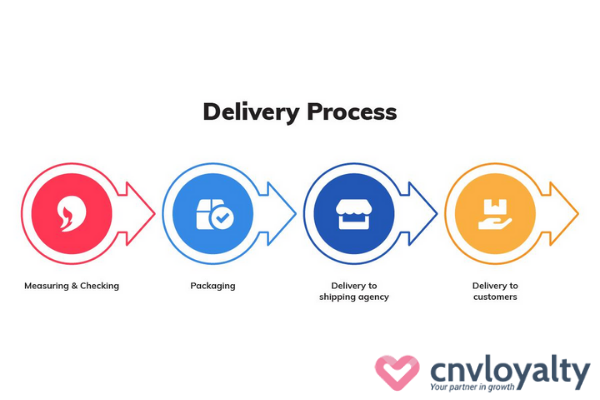 Delivery Process
Measuring & Checking
Packaging
Delivery to
shipping agency
Delivery to
customers
cnvloyalty
Your partner in growth